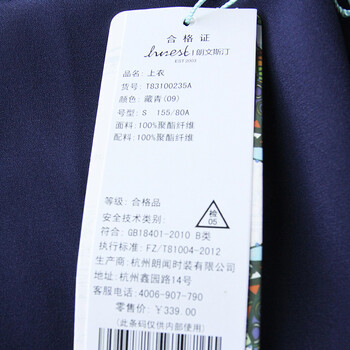 合格证
hunest | 朗文斯汀
EST 2003
品名：上衣
货号：T83100235A
颜色：藏青(09)
号型：S 155/80A
面料：100%聚酯纤维
配料：100%聚酯纤维
等级：合格品
安全技术类别：
符合：GB18401-2010 B类
执行标准：FZ/T81004-2012
生产商：杭州朗闻时装有限公司
地址：杭州鑫园路14号
客服电话：4006-907-790
零售价：¥339.00
(此条码仅供内部使用)
检
05